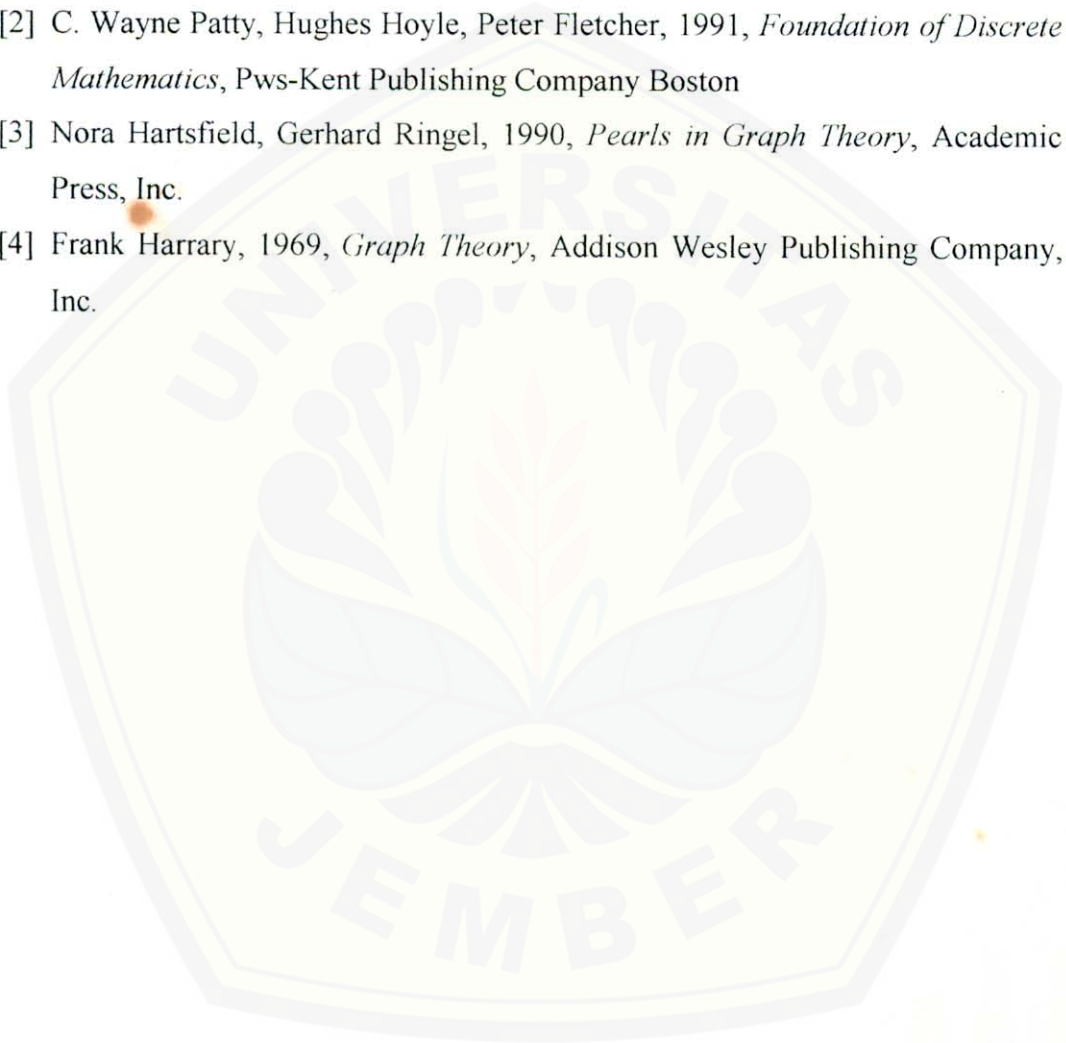 [2] C. Wayne Patty, Hughes Hoyle, Peter Fletcher, 1991, Foundation of Discrete
Mathematics, Pws-Kent Publishing Company Boston
[3] Nora Hartsfield, Gerhard Ringel, 1990, Pearls in Graph Theory, Academic
Press, Inc.
[4] Frank Harrary, 1969, Graph Theory, Addison Wesley Publishing Company,
Inc.
UNIVERSITAS
JEMBER